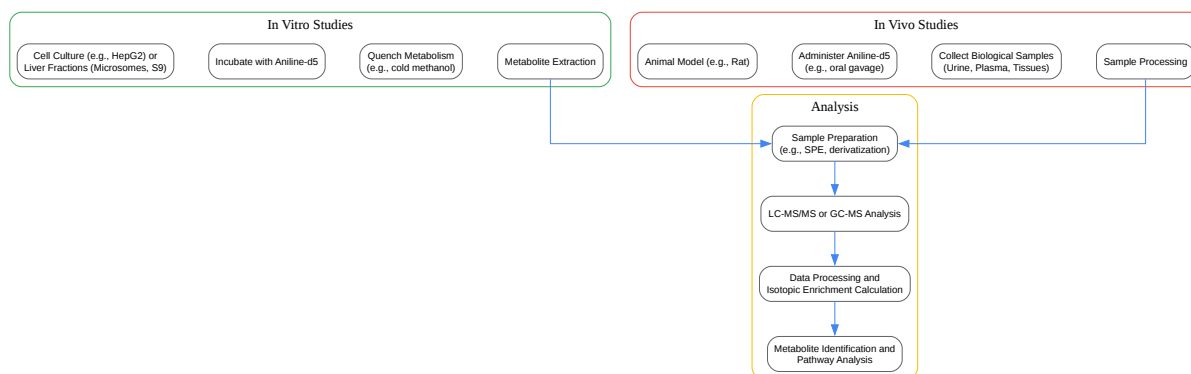 In Vitro Studies
Cell Culture (e.g., HepG2) or
Liver Fractions (Microsomes, S9)
Incubate with Aniline-d5
Quench Metabolism
(e.g., cold methanol)
Metabolite Extraction
In Vivo Studies
Animal Model (e.g., Rat)
Administer Aniline-d5
(e.g., oral gavage)
Collect Biological Samples
(Urine, Plasma, Tissues)
Sample Processing
Analysis
Sample Preparation
(e.g., SPE, derivatization)
LC-MS/MS or GC-MS Analysis
Data Processing and
Isotopic Enrichment Calculation
Metabolite Identification and
Pathway Analysis